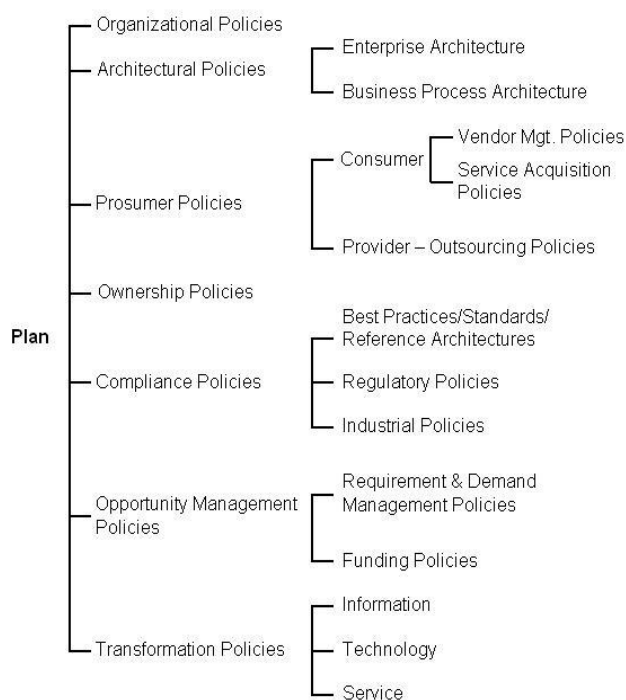 Organizational Policies
Architectural Policies
Enterprise Architecture
Business Process Architecture
Prosumer Policies
Consumer
Vendor Mgt. Policies
Service Acquisition
Policies
Provider – Outsourcing Policies
Ownership Policies
Plan
Compliance Policies
Best Practices/Standards/
Reference Architectures
Regulatory Policies
Industrial Policies
Opportunity Management
Policies
Requirement & Demand
Management Policies
Funding Policies
Transformation Policies
Information
Technology
Service